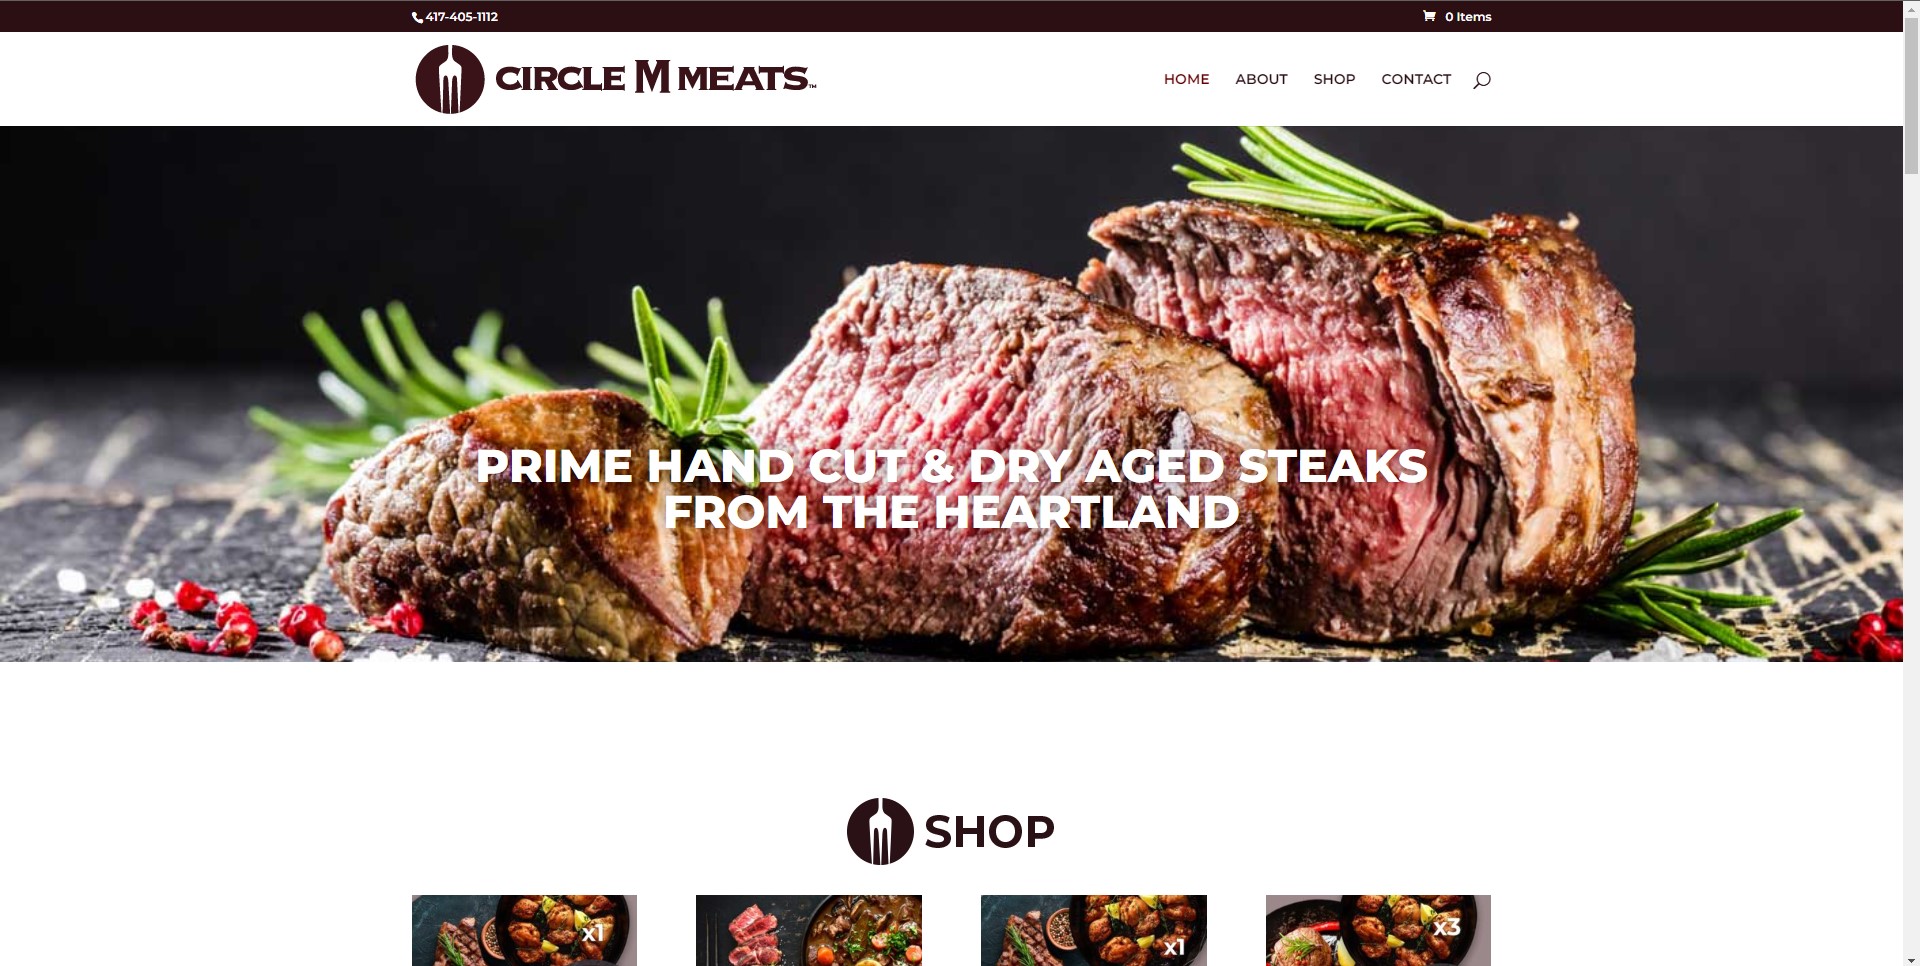 417-405-1112
0 Items
CIRCLE M MEATS™
HOME ABOUT SHOP CONTACT
PRIME HAND CUT & DRY AGED STEAKS
FROM THE HEARTLAND
SHOP
x1
x1
x3